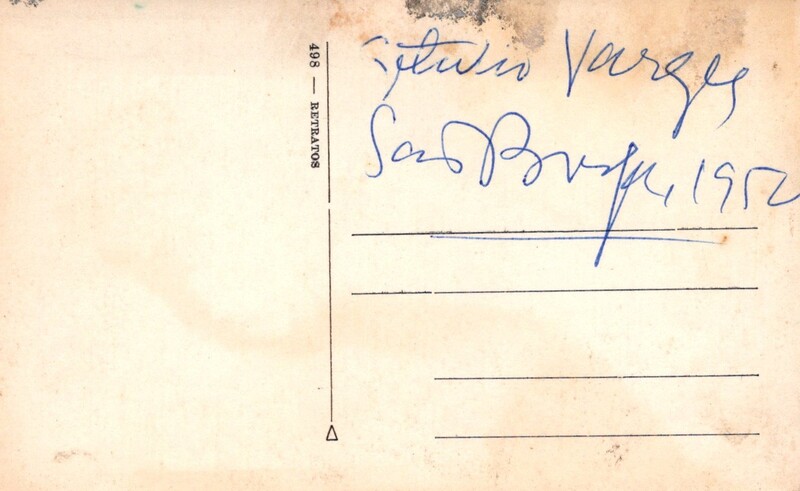 498 — RETRATOS
Getulio Vargas
São Borja, 1952